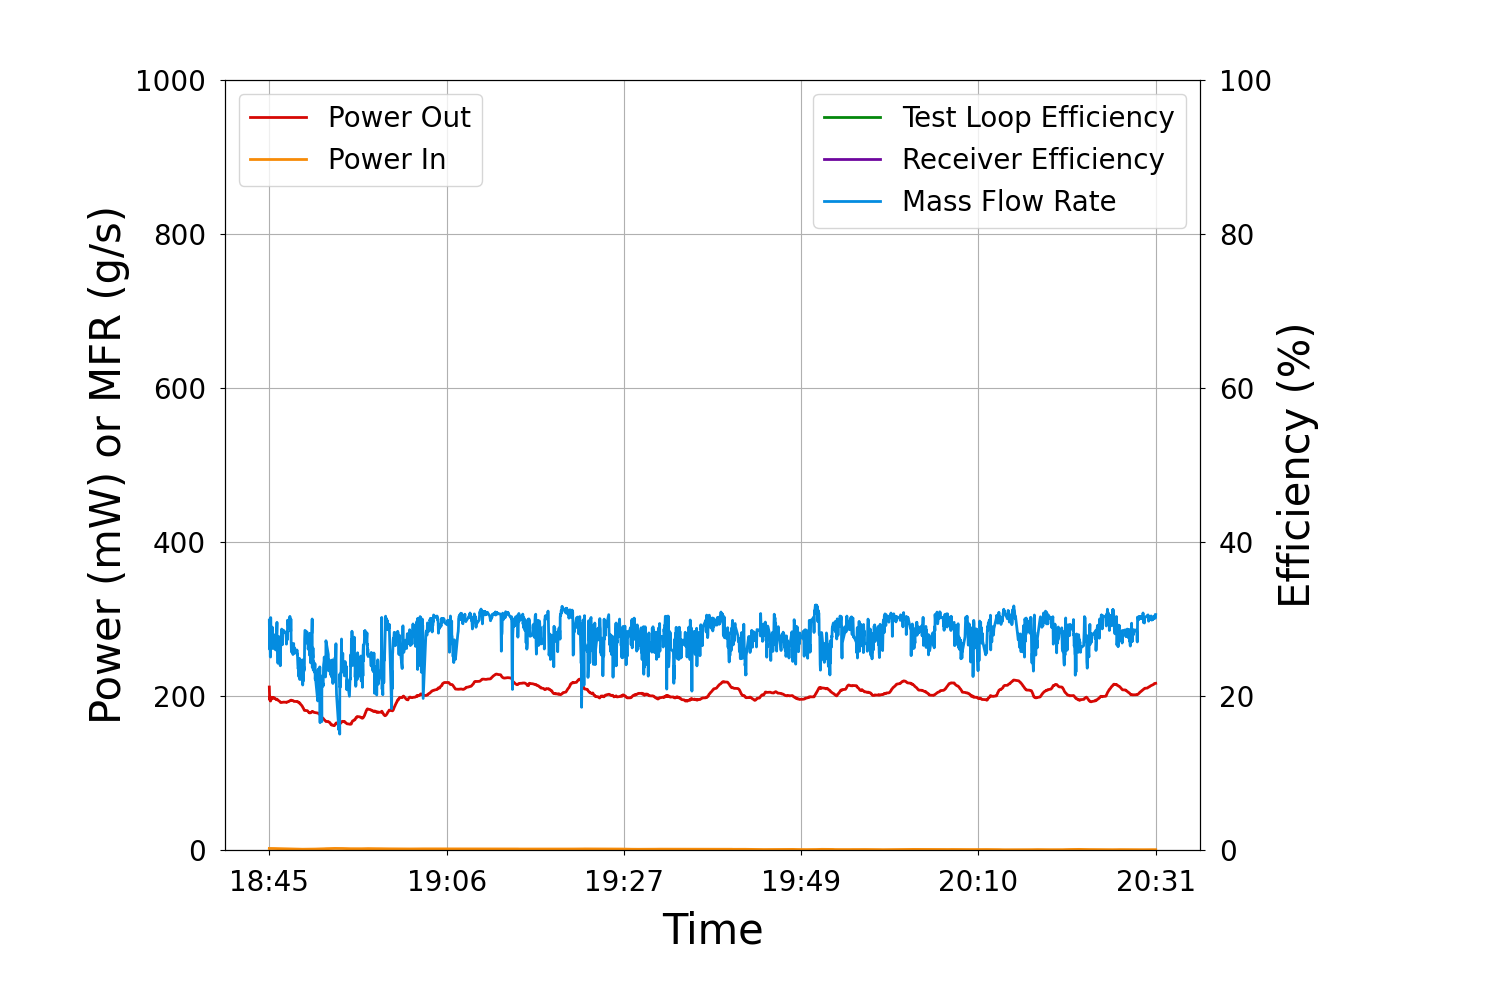 1000
800
600
400
200
0
Power (mW) or MFR (g/s)
Power Out
Power In
Test Loop Efficiency
Receiver Efficiency
Mass Flow Rate
100
80
60
40
20
0
Efficiency (%)
18:45 19:06 19:27 19:49 20:10 20:31
Time